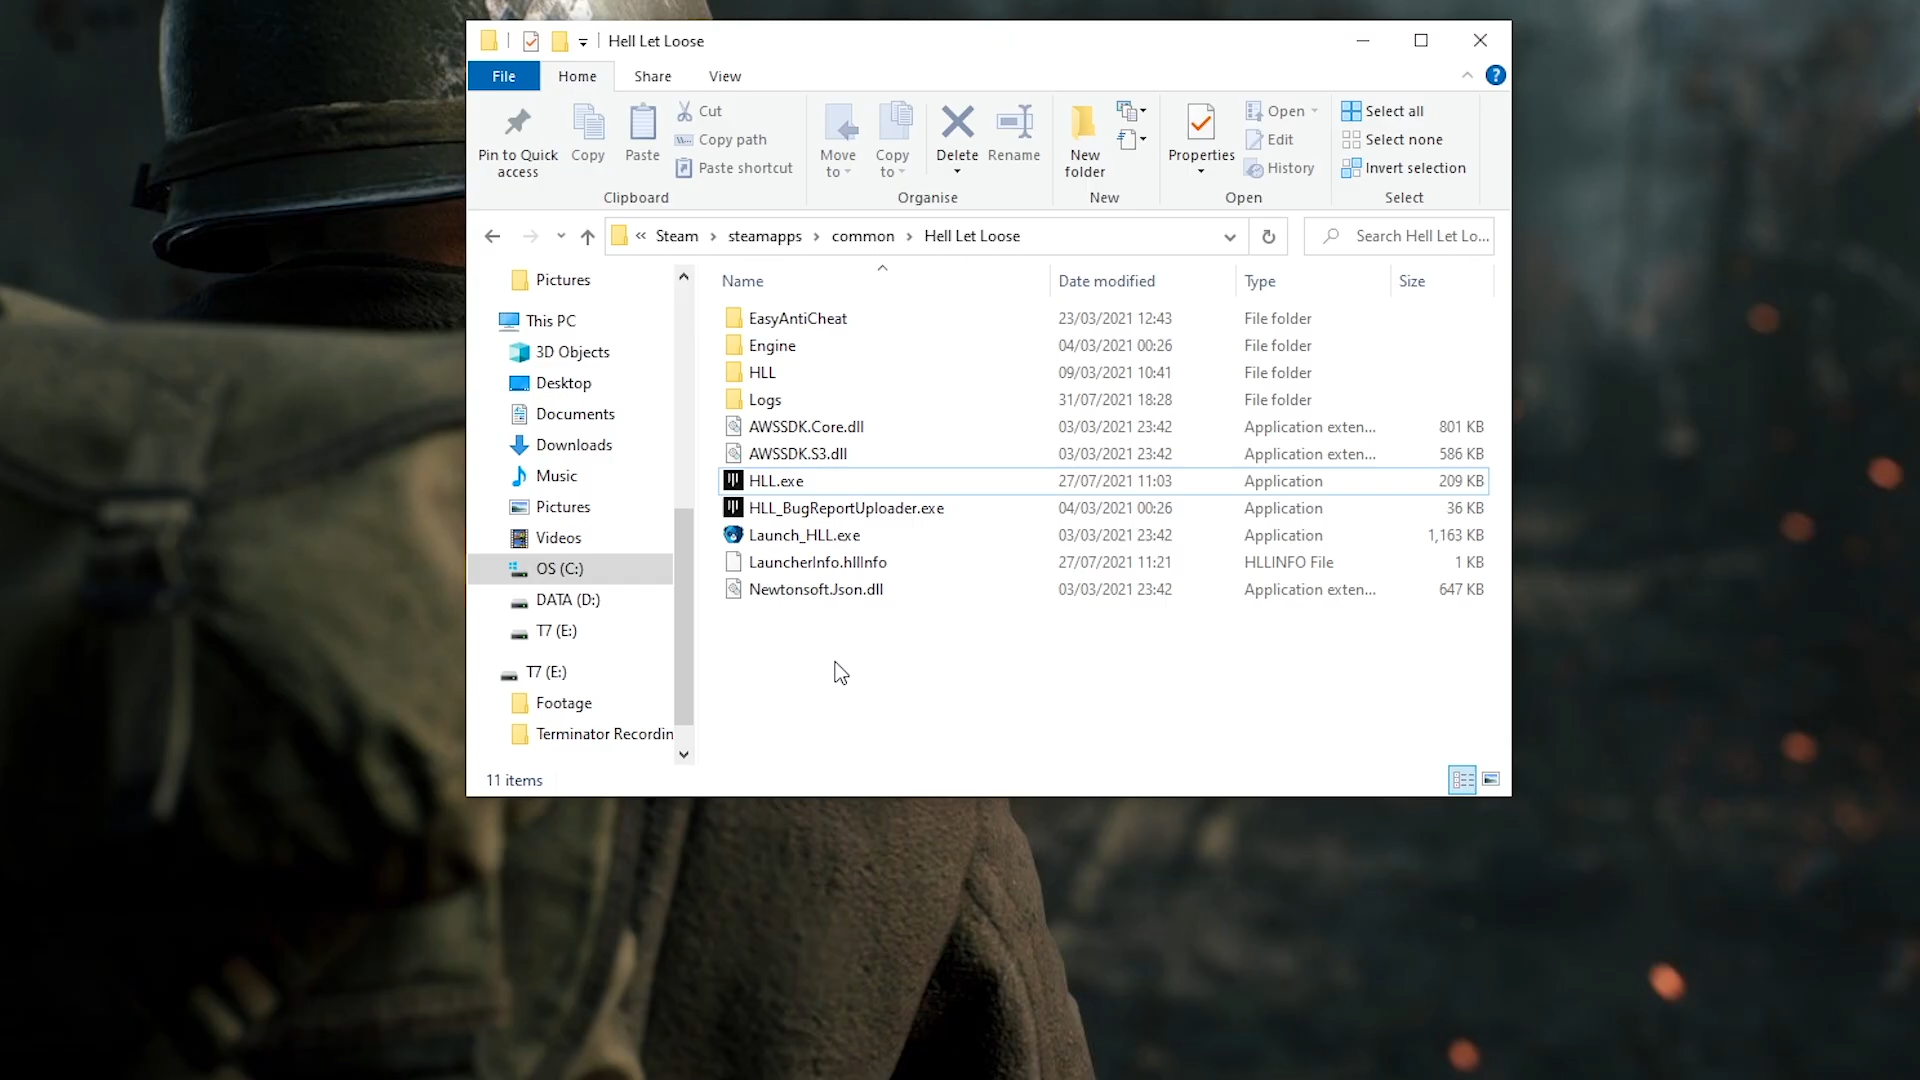 Hell Let Loose
File Home Share View
Pin to Quick access
Copy
Paste
Cut
Copy path
Paste shortcut
Move to
Copy to
Delete
Rename
New folder
Properties
Open
Edit
History
Select all
Select none
Invert selection
Clipboard Organise New Open Select
« Steam › steamapps › common › Hell Let Loose
Search Hell Let Lo...
Pictures
This PC
3D Objects
Desktop
Documents
Downloads
Music
Pictures
Videos
OS (C:)
DATA (D:)
T7 (E:)
T7 (E:)
Footage
Terminator Recordin
Name Date modified Type Size
EasyAntiCheat 23/03/2021 12:43 File folder
Engine 04/03/2021 00:26 File folder
HLL 09/03/2021 10:41 File folder
Logs 31/07/2021 18:28 File folder
AWSSDK.Core.dll 03/03/2021 23:42 Application exten... 801 KB
AWSSDK.S3.dll 03/03/2021 23:42 Application exten... 586 KB
HLL.exe 27/07/2021 11:03 Application 209 KB
HLL_BugReportUploader.exe 04/03/2021 00:26 Application 36 KB
Launch_HLL.exe 03/03/2021 23:42 Application 1,163 KB
LauncherInfo.hllInfo 27/07/2021 11:21 HLLINFO File 1 KB
Newtonsoft.Json.dll 03/03/2021 23:42 Application exten... 647 KB
11 items